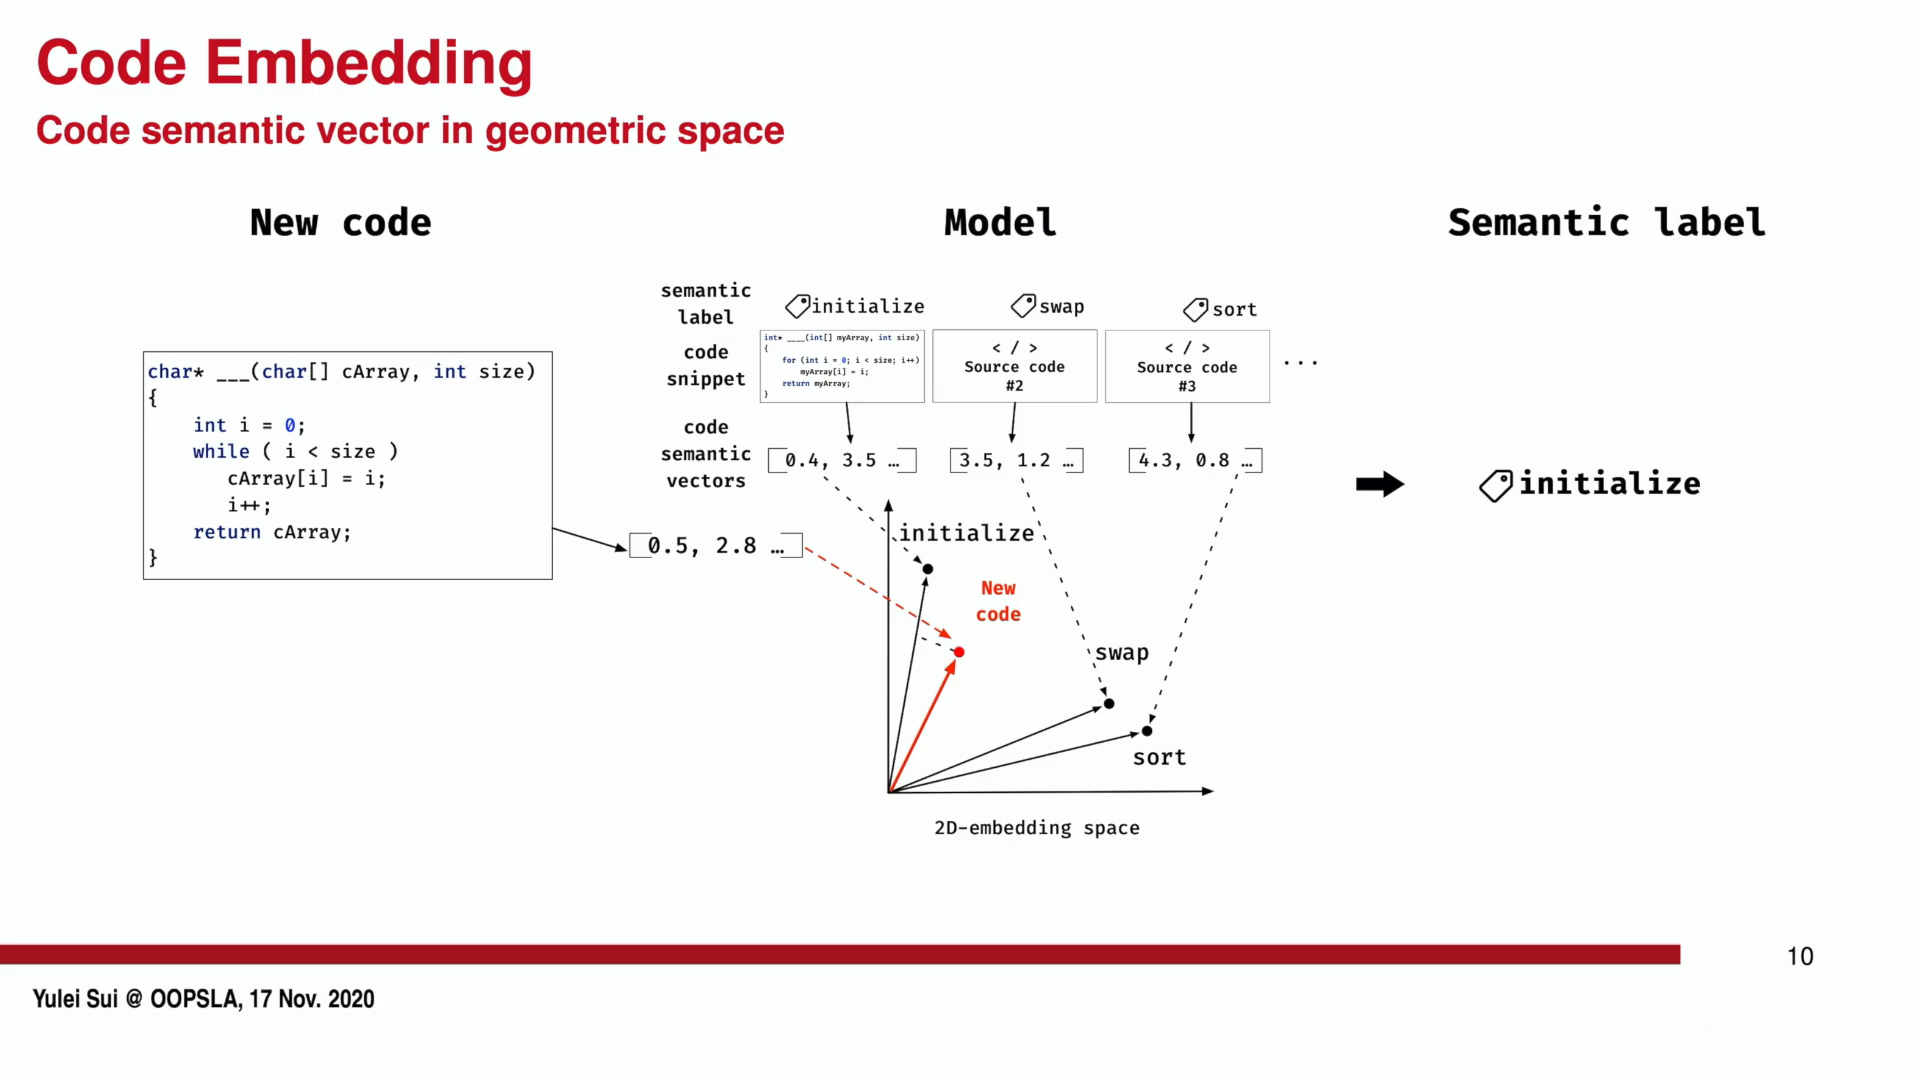 Code Embedding
Code semantic vector in geometric space
New code
Model
Semantic label
char* ___(char[] cArray, int size)
{
int i = 0;
while ( i < size )
cArray[i] = i;
i++;
return cArray;
}
semantic
label
initialize
swap
sort
code
snippet
int* ____(int[] myArray, int size)
{
for (int i = 0; i < size; i++)
myArray[i] = i;
return myArray;
}
< / >
Source code
#2
< / >
Source code
#3
...
code
semantic
vectors
0.4, 3.5 …
3.5, 1.2 …
4.3, 0.8 …
0.5, 2.8 …
initialize
New
code
swap
sort
2D-embedding space
initialize
10
Yulei Sui @ OOPSLA, 17 Nov. 2020